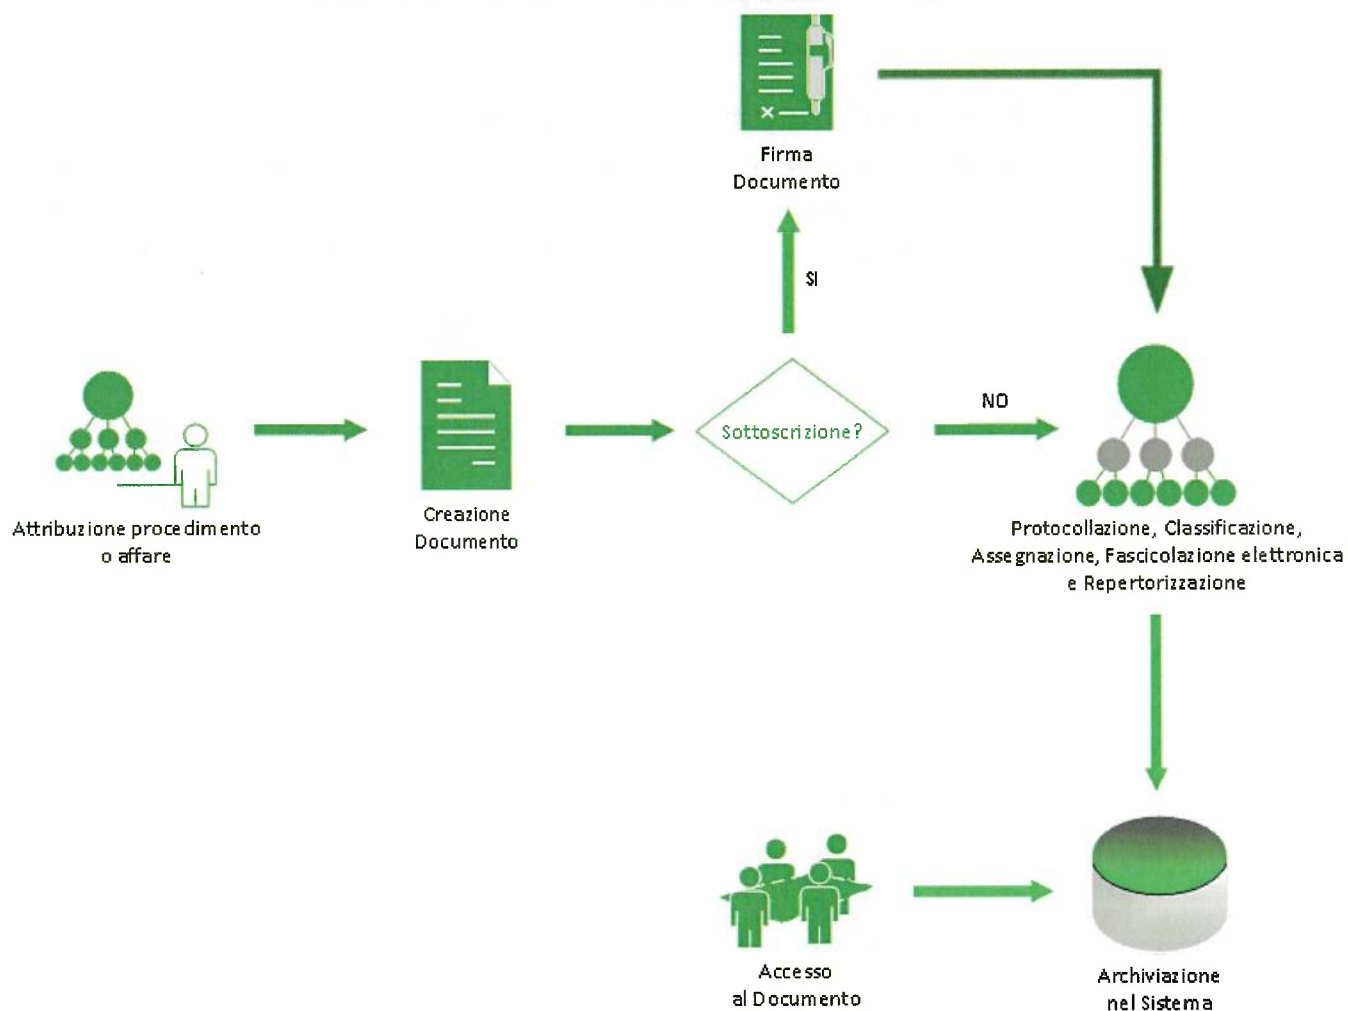 Firma
Documento
SI
Sottoscrizione?
NO
Attribuzione procedimento
o affare
Creazione
Documento
Protocollazione, Classificazione,
Assegnazione, Fascicolazione elettronica
e Repertorizzazione
Accesso
al Documento
Archiviazione
nel Sistema